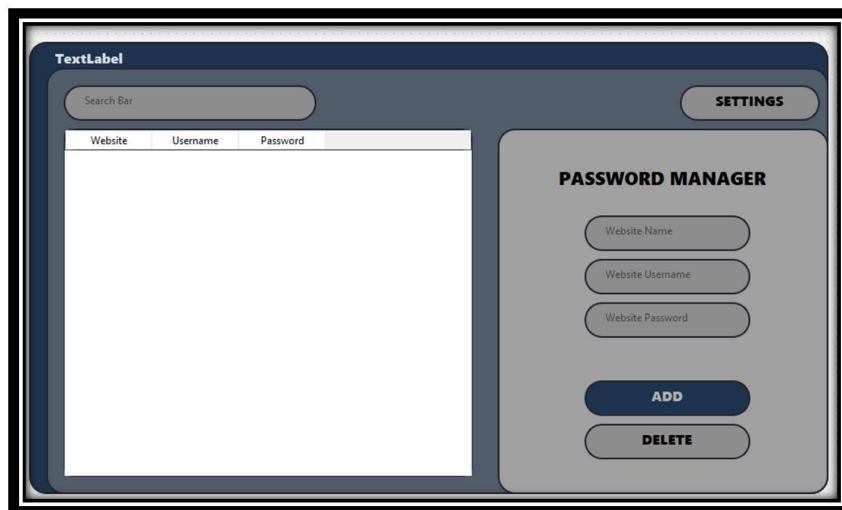 TextLabel
Search Bar
SETTINGS
Website Username Password
PASSWORD MANAGER
Website Name
Website Username
Website Password
ADD
DELETE